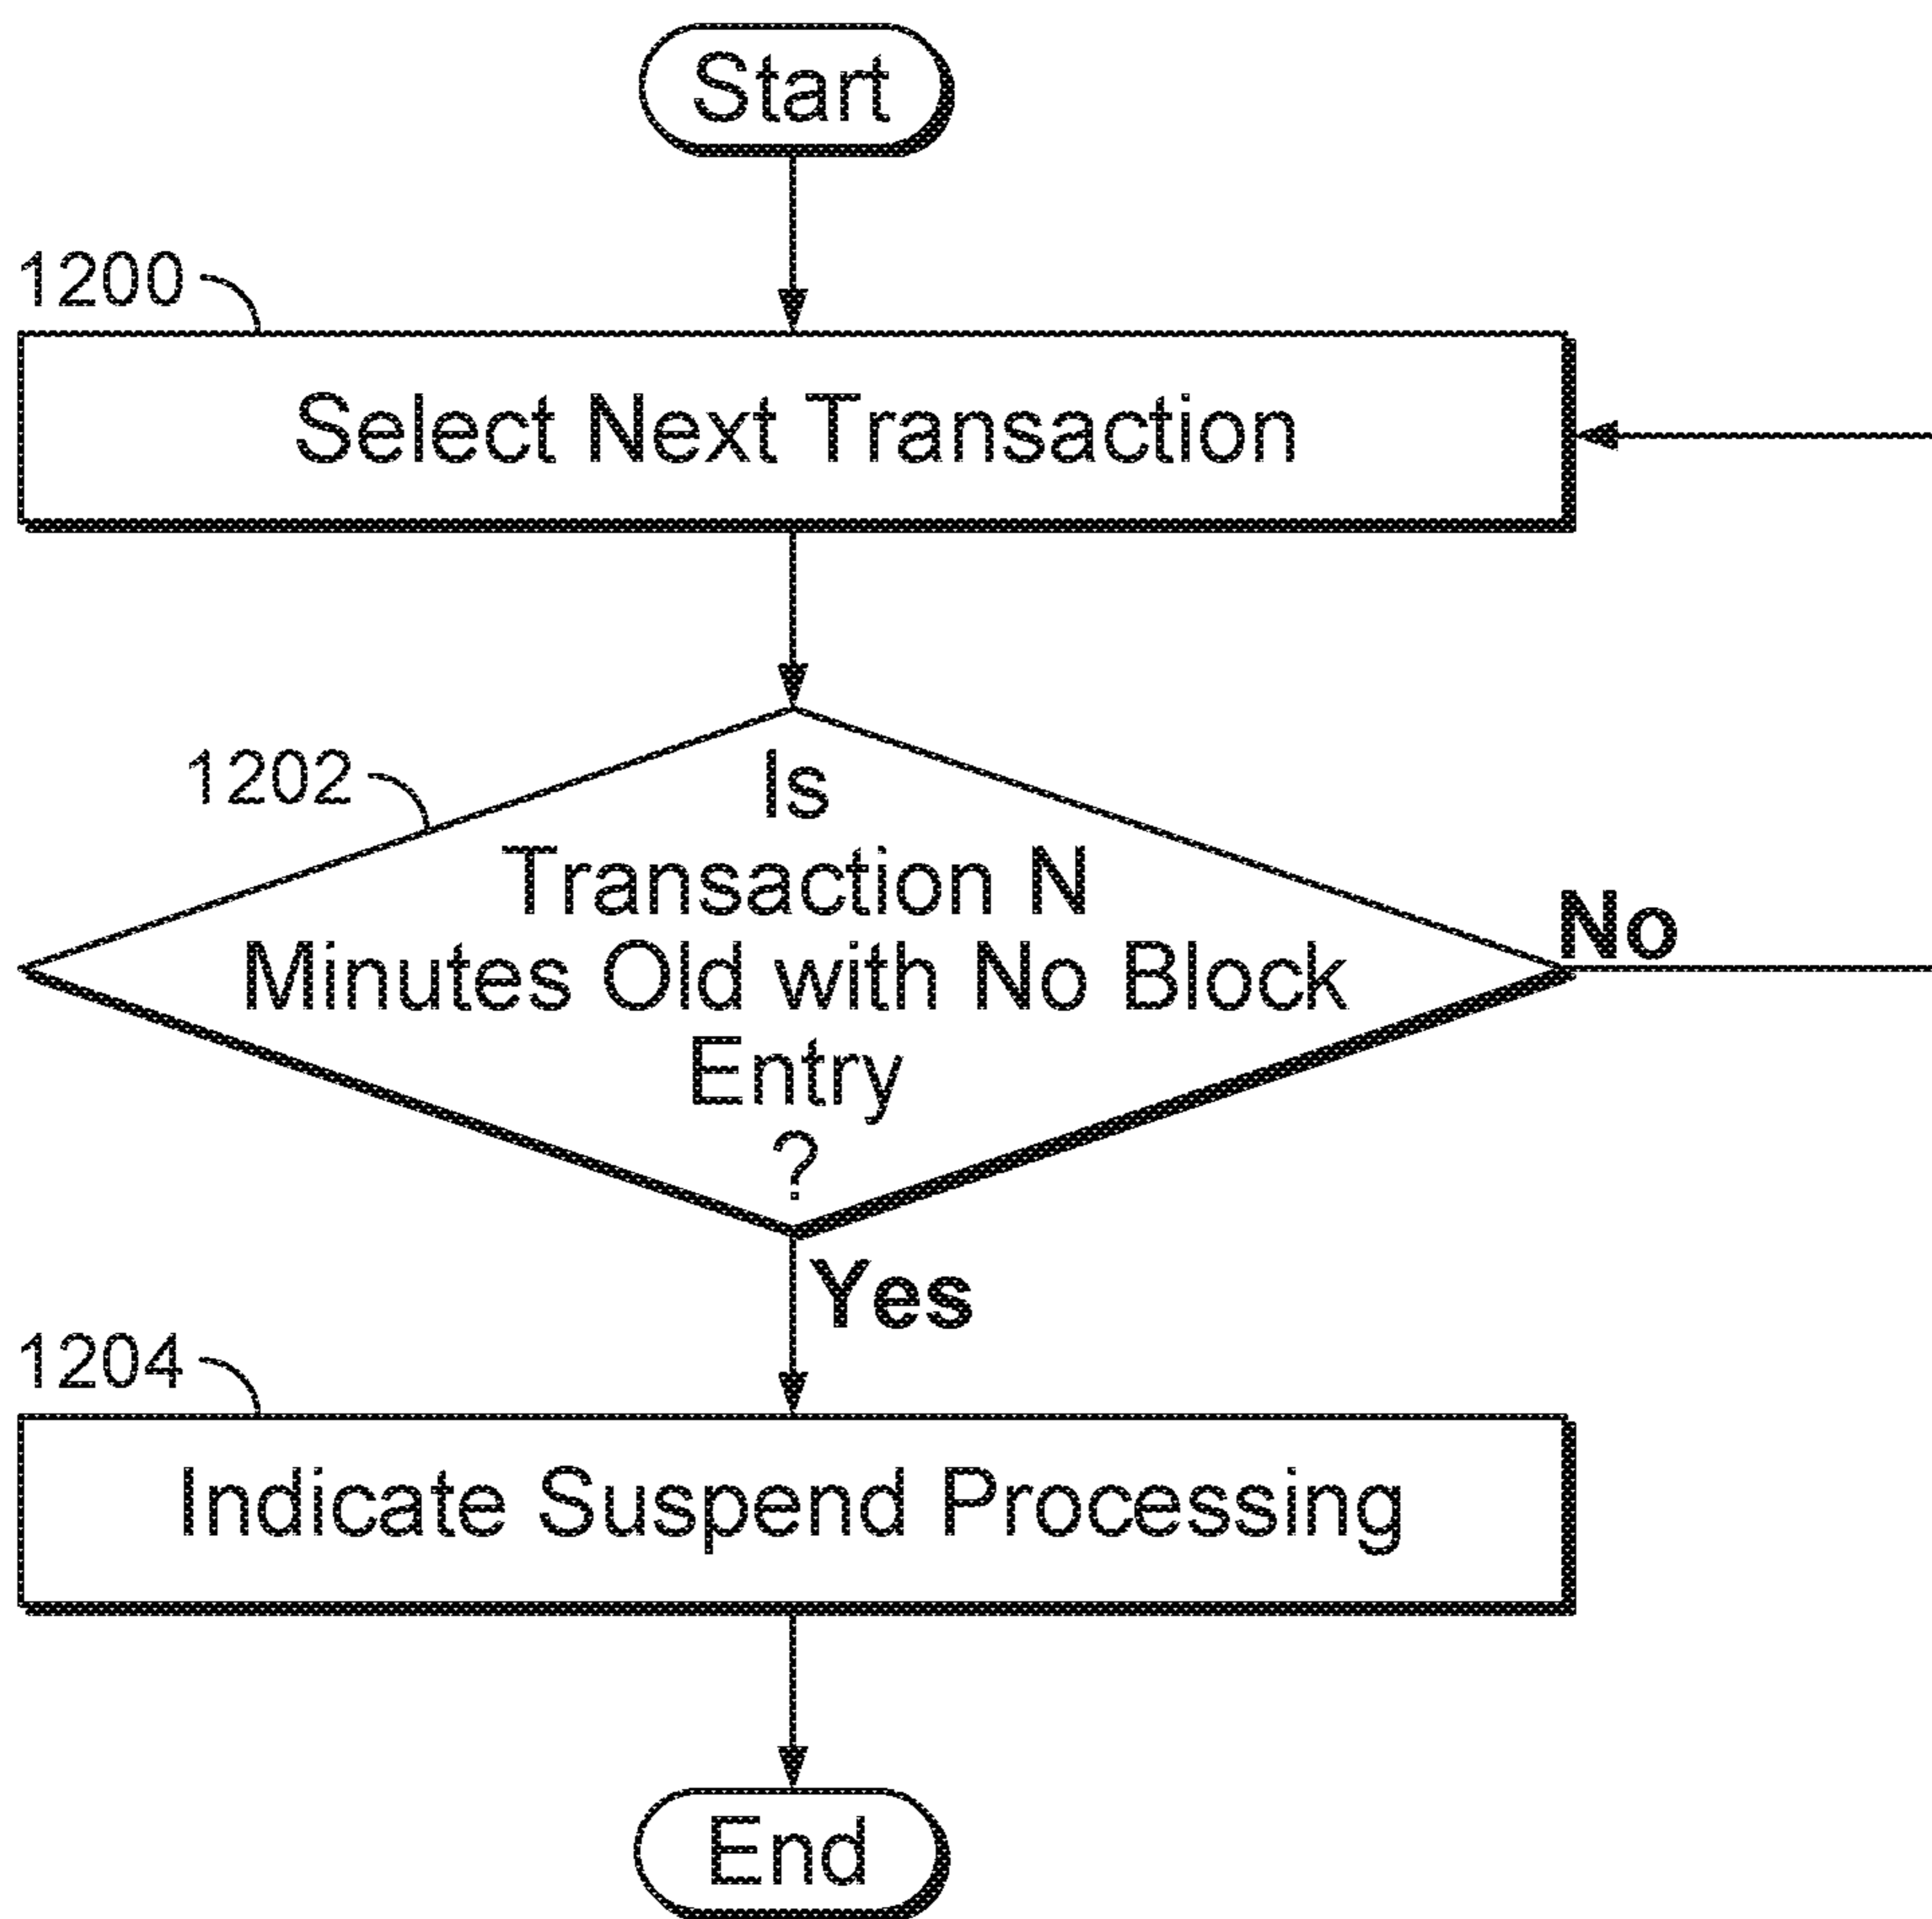 Start
1200
Select Next Transaction
1202
Is
Transaction N
Minutes Old with No Block
Entry
?
No
Yes
1204
Indicate Suspend Processing
End